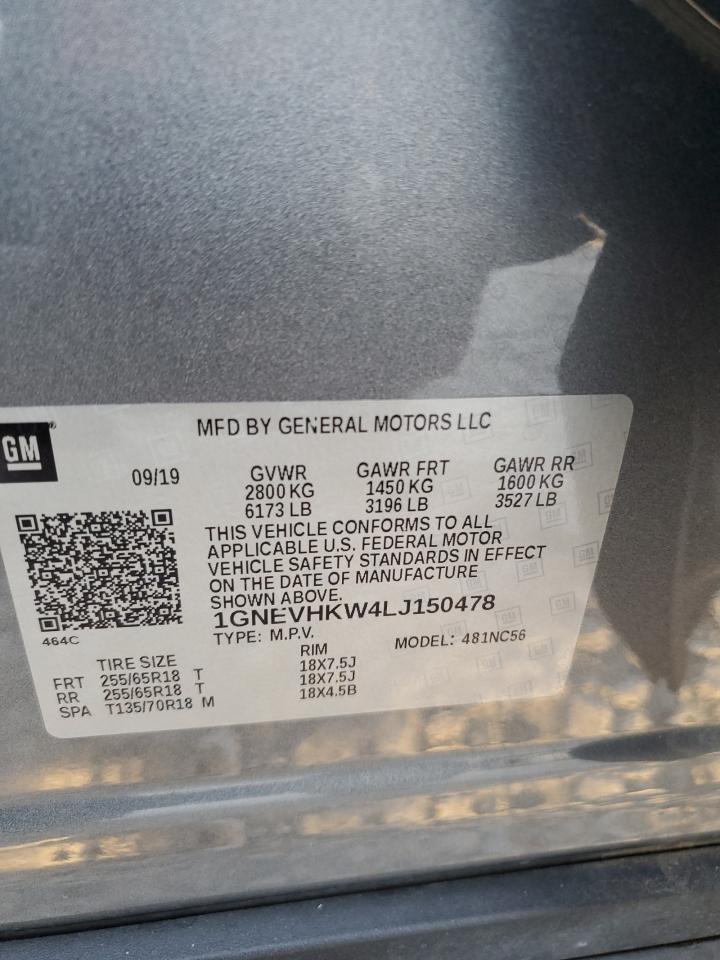 GM
MFD BY GENERAL MOTORS LLC
09/19 GVWR GAWR FRT GAWR RR
2800 KG 1450 KG 1600 KG
6173 LB 3196 LB 3527 LB
THIS VEHICLE CONFORMS TO ALL
APPLICABLE U.S. FEDERAL MOTOR
VEHICLE SAFETY STANDARDS IN EFFECT
ON THE DATE OF MANUFACTURE
SHOWN ABOVE.
1GNEVHKW4LJ150478
464C
TYPE: M.P.V. MODEL: 481NC56
TIRE SIZE RIM
FRT 255/65R18 T 18X7.5J
RR 255/65R18 T 18X7.5J
SPA T135/70R18 M 18X4.5B